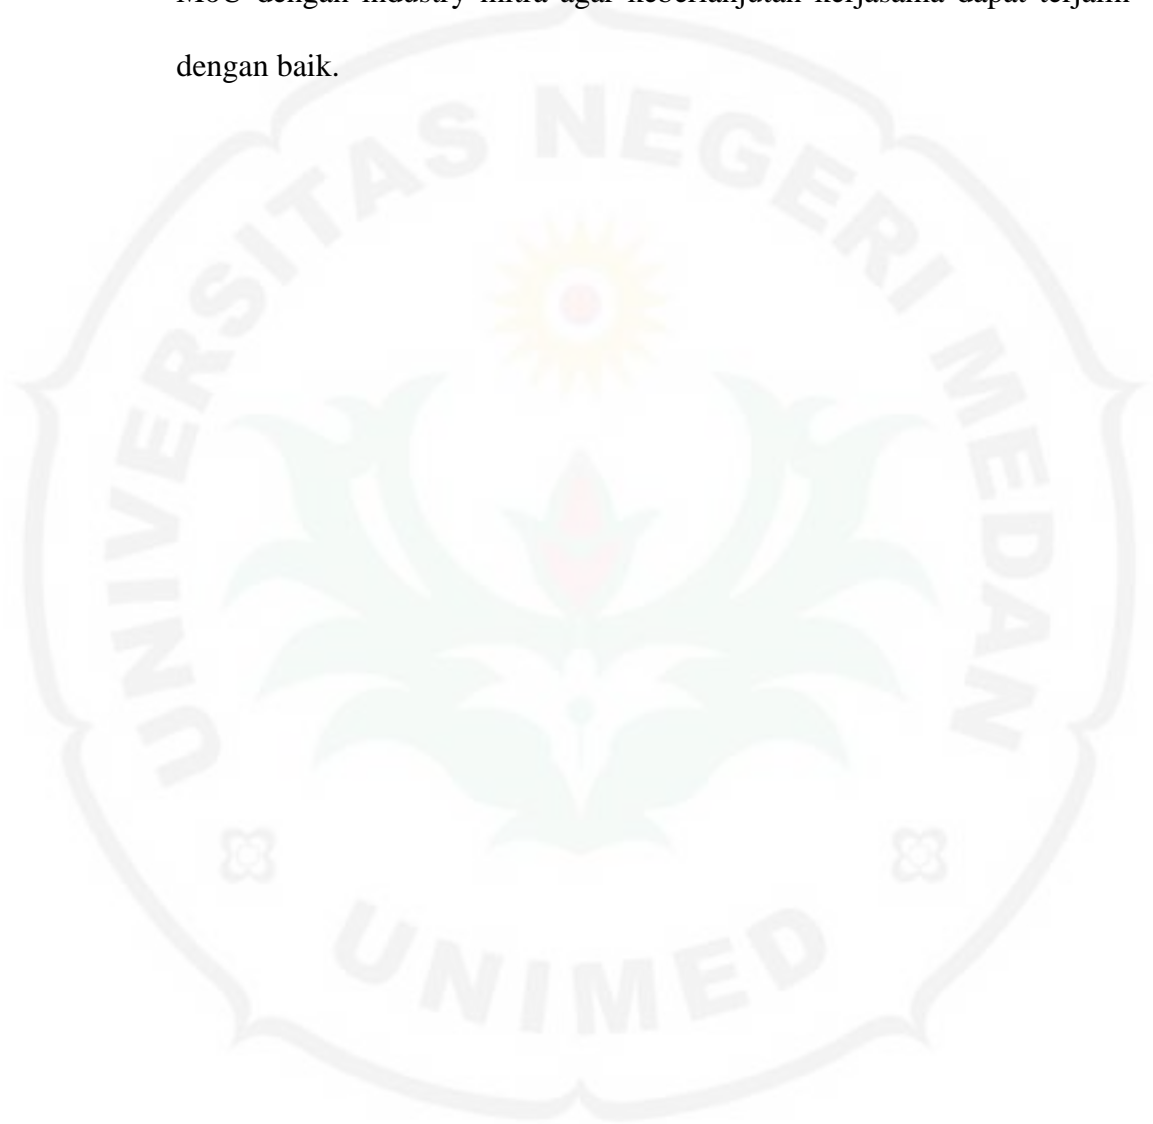 MoU dengan industry mitra agar keberlanjutan kerjasama dapat terjalin
dengan baik.
UNIVERSITAS NEGERI MEDAN
UNIMED